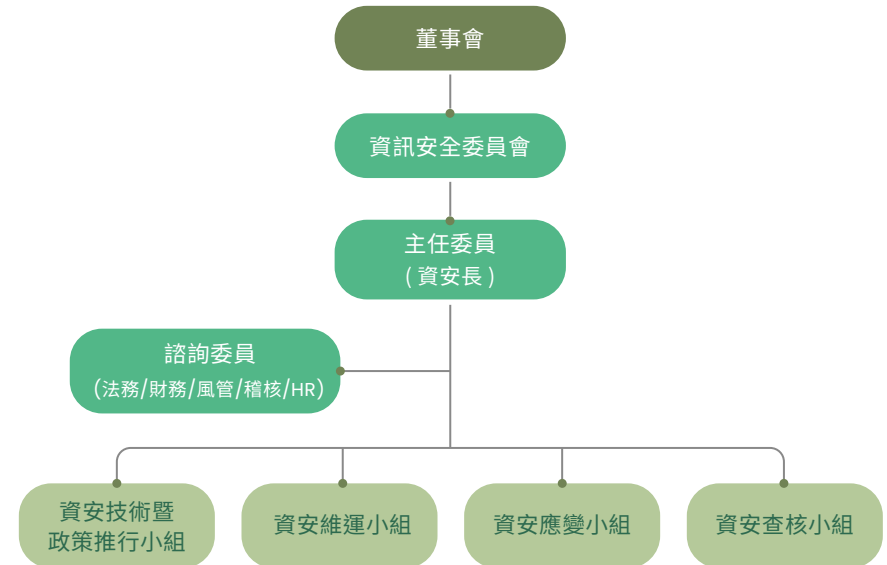 董事會
資訊安全委員會
主任委員
(資安長)
諮詢委員
(法務/財務/風管/稽核/HR)
資安技術暨
政策推行小組
資安維運小組
資安應變小組
資安查核小組